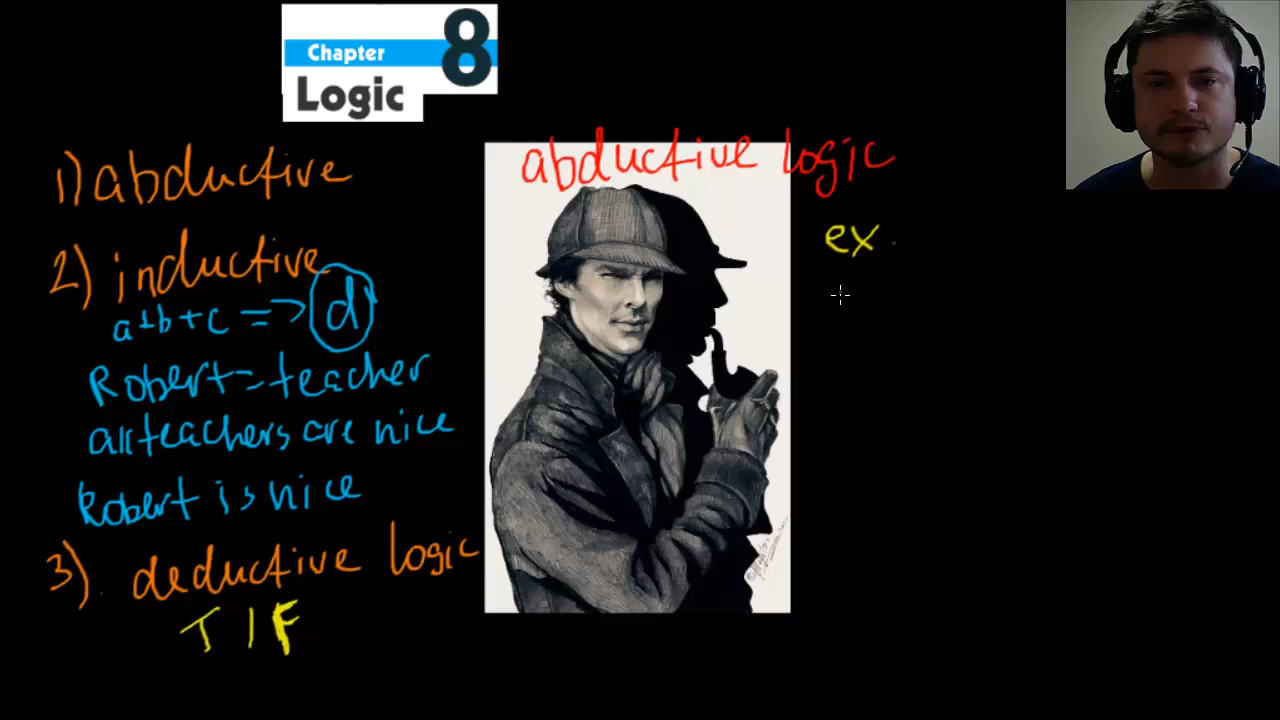 Chapter 8
Logic
1) abductive
2) inductive
a+b+c => d
Robert = teacher
all teachers are nice
Robert is nice
3). deductive logic
T / F
abductive logic
ex.